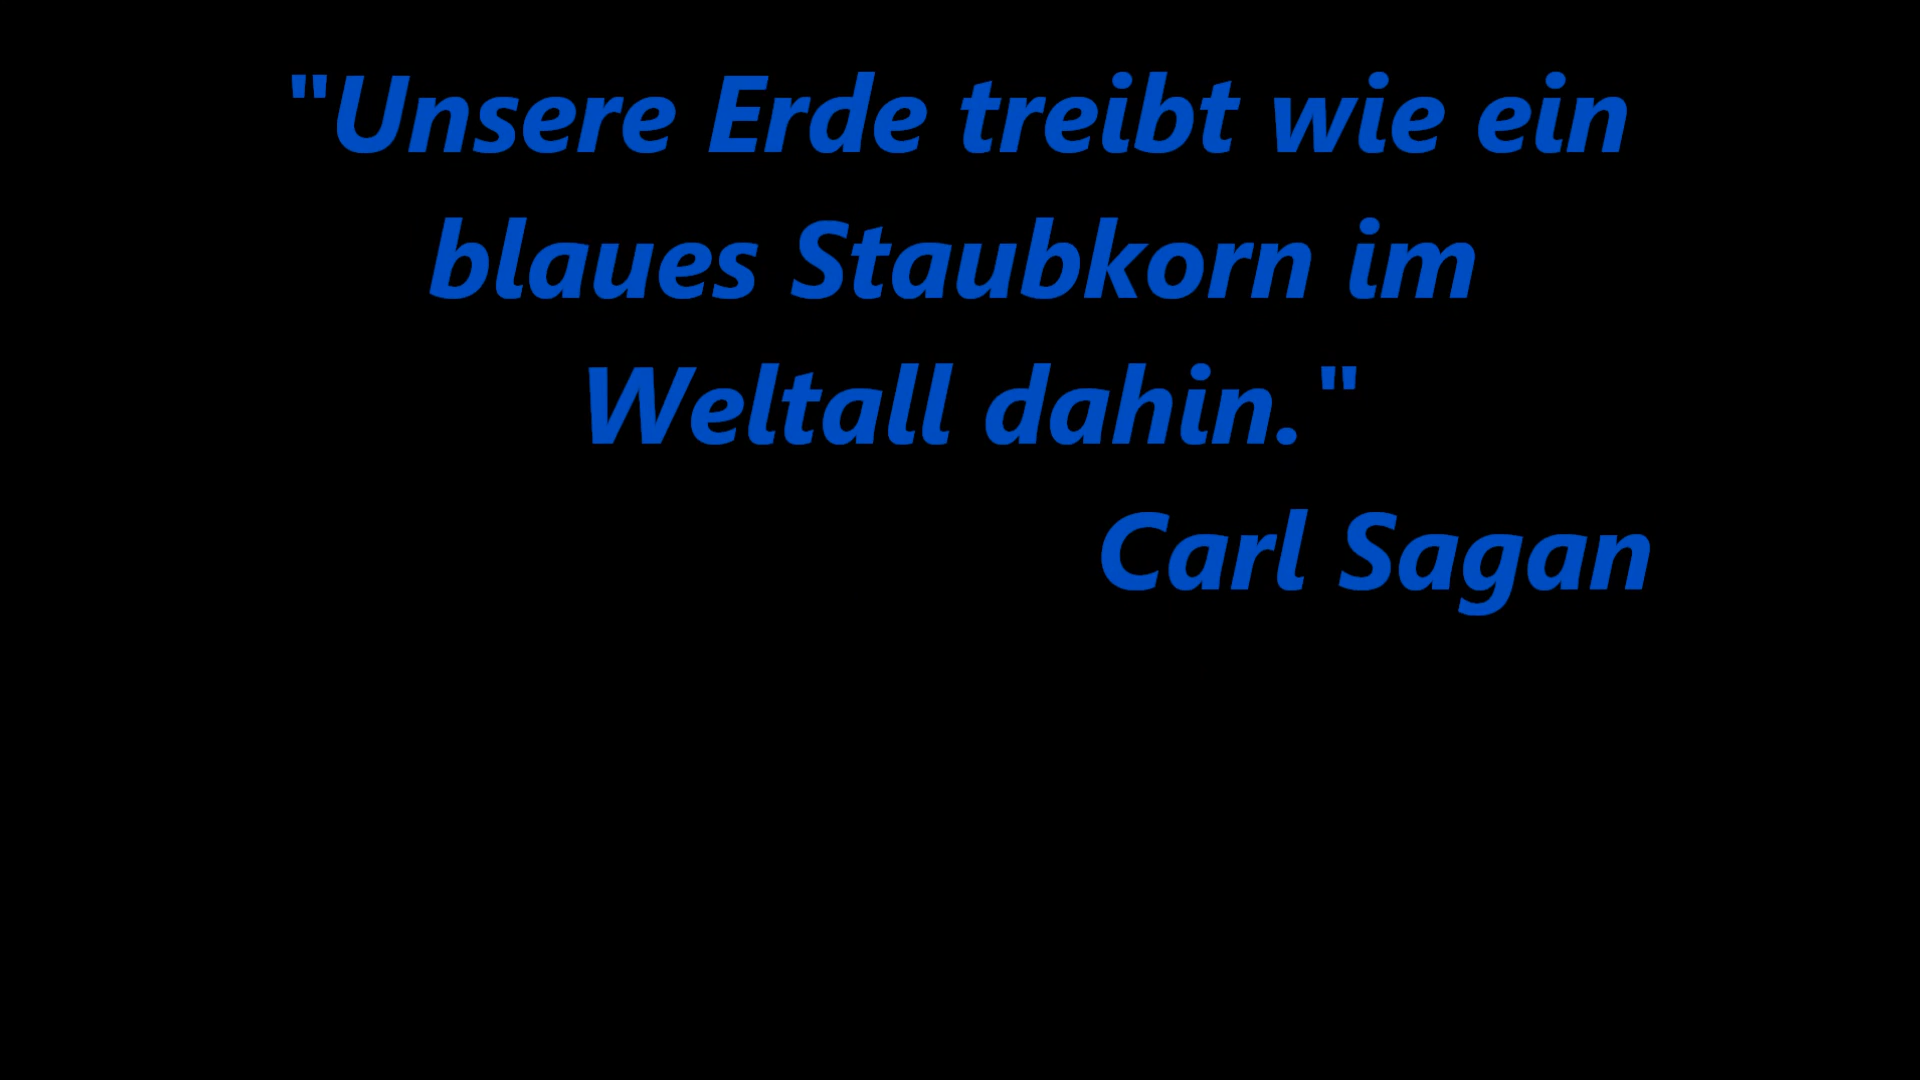 "Unsere Erde treibt wie ein
blaues Staubkorn im
Weltall dahin."
Carl Sagan